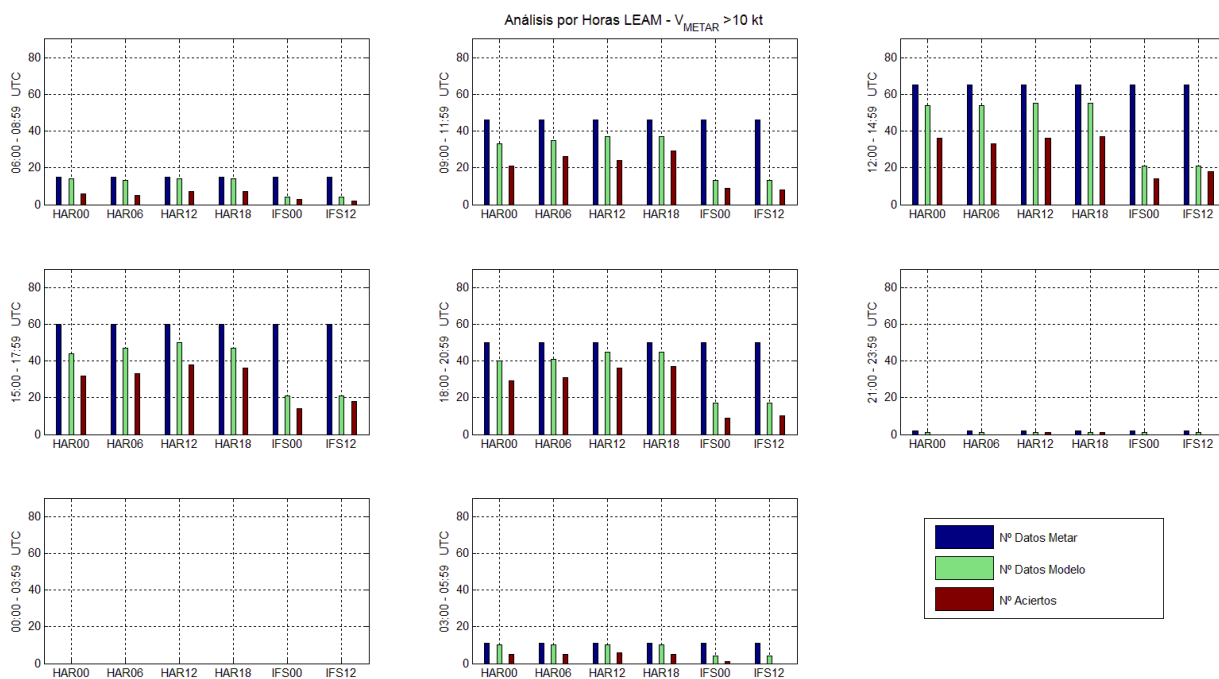 Análisis por Horas LEAM - V_METAR >10 kt
06:00 - 08:59 UTC
80
60
40
20
0
HAR00 HAR06 HAR12 HAR18 IFS00 IFS12
09:00 - 11:59 UTC
80
60
40
20
0
HAR00 HAR06 HAR12 HAR18 IFS00 IFS12
12:00 - 14:59 UTC
80
60
40
20
0
HAR00 HAR06 HAR12 HAR18 IFS00 IFS12
15:00 - 17:59 UTC
80
60
40
20
0
HAR00 HAR06 HAR12 HAR18 IFS00 IFS12
18:00 - 20:59 UTC
80
60
40
20
0
HAR00 HAR06 HAR12 HAR18 IFS00 IFS12
21:00 - 23:59 UTC
80
60
40
20
0
HAR00 HAR06 HAR12 HAR18 IFS00 IFS12
00:00 - 03:59 UTC
80
60
40
20
0
HAR00 HAR06 HAR12 HAR18 IFS00 IFS12
03:00 - 05:59 UTC
80
60
40
20
0
HAR00 HAR06 HAR12 HAR18 IFS00 IFS12
Nº Datos Metar
Nº Datos Modelo
Nº Aciertos